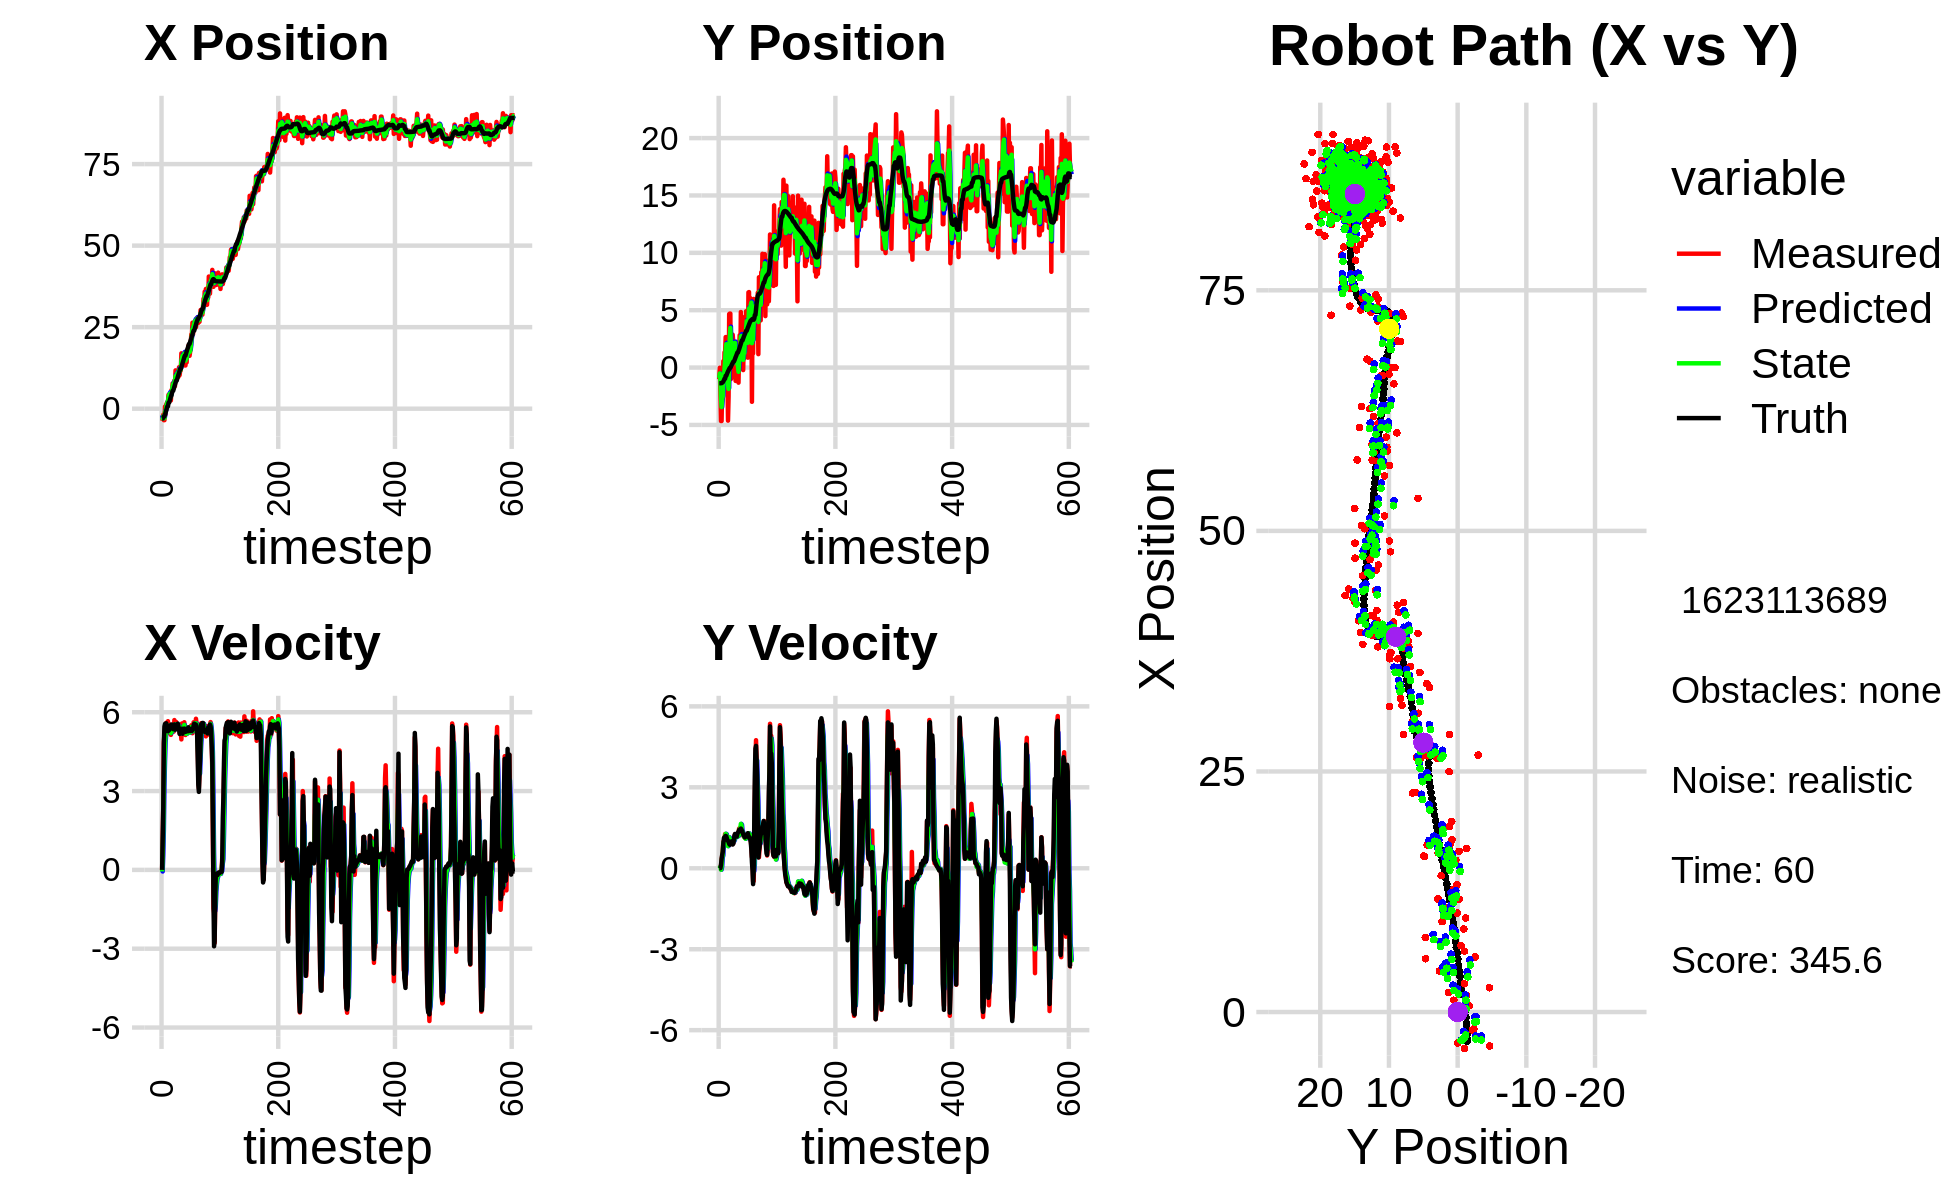 X Position
75
50
25
0
0
200
400
600
timestep
Y Position
20
15
10
5
0
-5
0
200
400
600
timestep
X Velocity
6
3
0
-3
-6
0
200
400
600
timestep
Y Velocity
6
3
0
-3
-6
0
200
400
600
timestep
Robot Path (X vs Y)
X Position
75
50
25
0
20 10 0 -10 -20
Y Position
variable
Measured
Predicted
State
Truth
1623113689
Obstacles: none
Noise: realistic
Time: 60
Score: 345.6